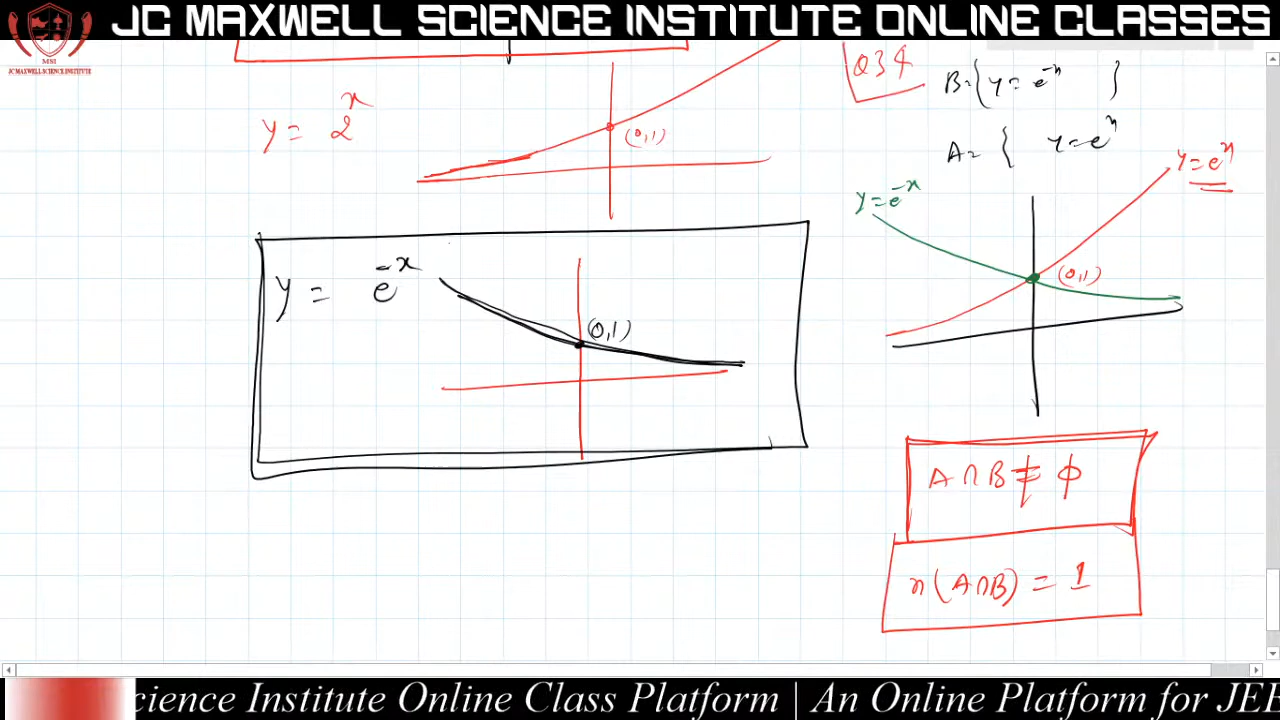 JC MAXWELL SCIENCE INSTITUTE ONLINE CLASSES
MSI
JC MAXWELL SCIENCE INSTITUTE
y = 2^x
(0,1)
y = e^-x
(0,1)
Q34
B={y=e^-x }
A={ y=e^x
y=e^-x
y=e^x
(0,1)
A∩B ≠ φ
n(A∩B) = 1
cience Institute Online Class Platform | An Online Platform for JEE